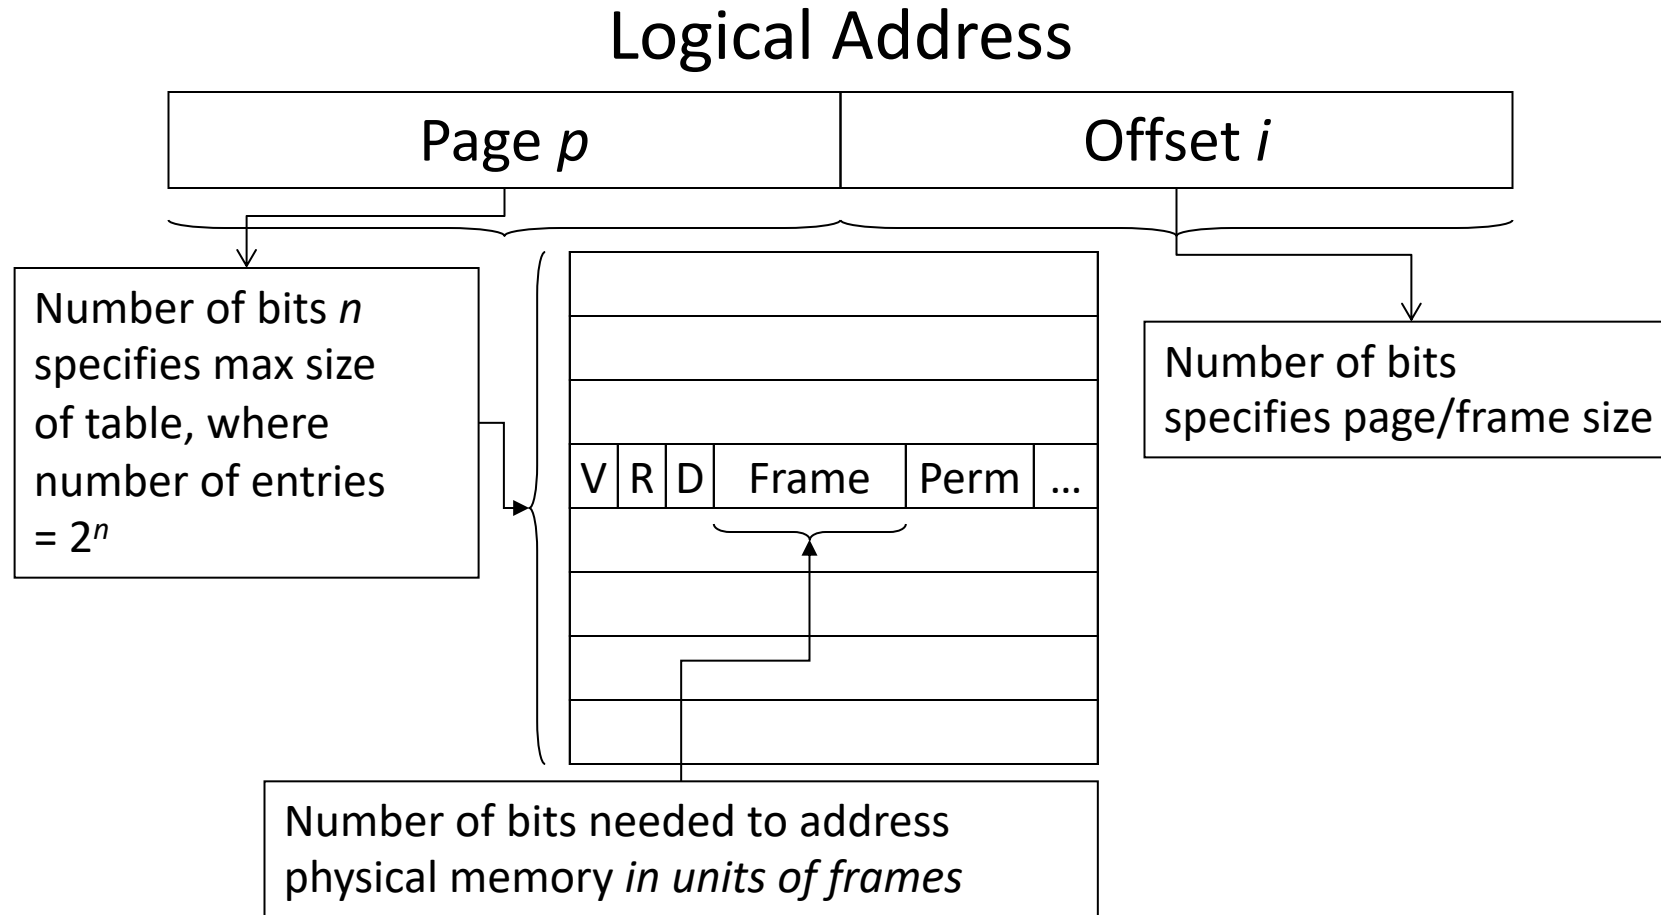 Logical Address
Page p
Offset i
Number of bits n
specifies max size
of table, where
number of entries
= 2ⁿ
Number of bits
specifies page/frame size
V R D Frame Perm ...
Number of bits needed to address
physical memory in units of frames